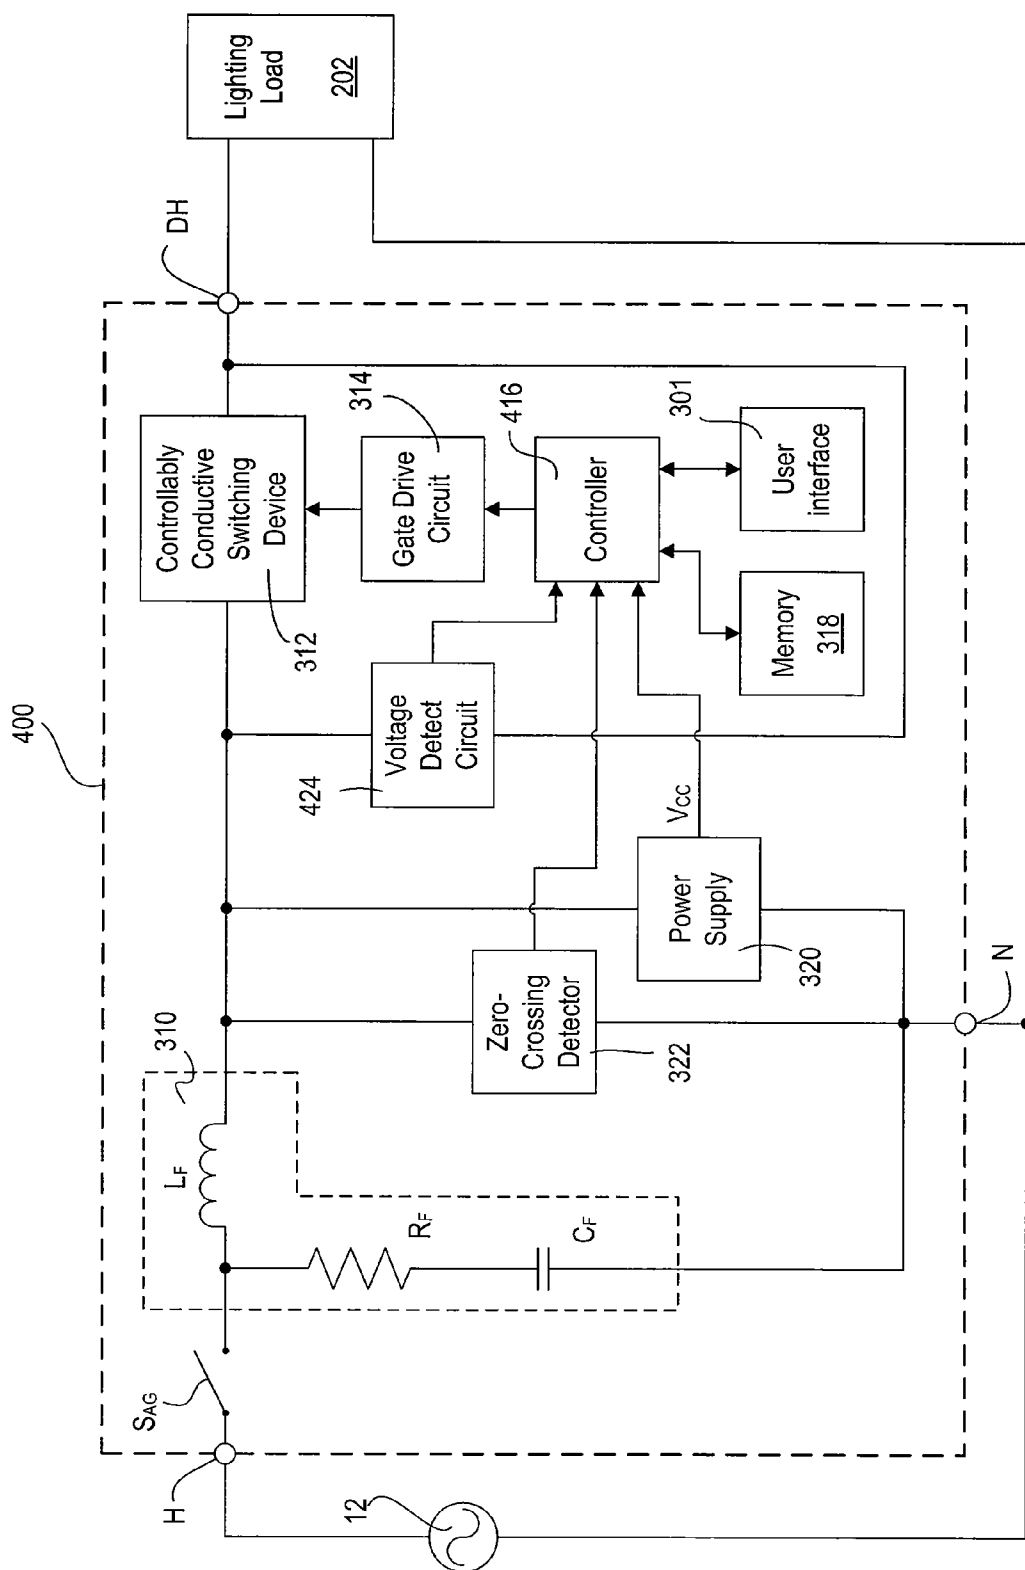 400
H
SAG
12
310
LF
RF
CF
Zero-
Crossing
Detector
322
Power
Supply
320
VCC
N
Voltage
Detect
Circuit
424
Controllably
Conductive
Switching
Device
312
Gate Drive
Circuit
314
Controller
416
Memory
318
User
interface
301
DH
Lighting
Load
202